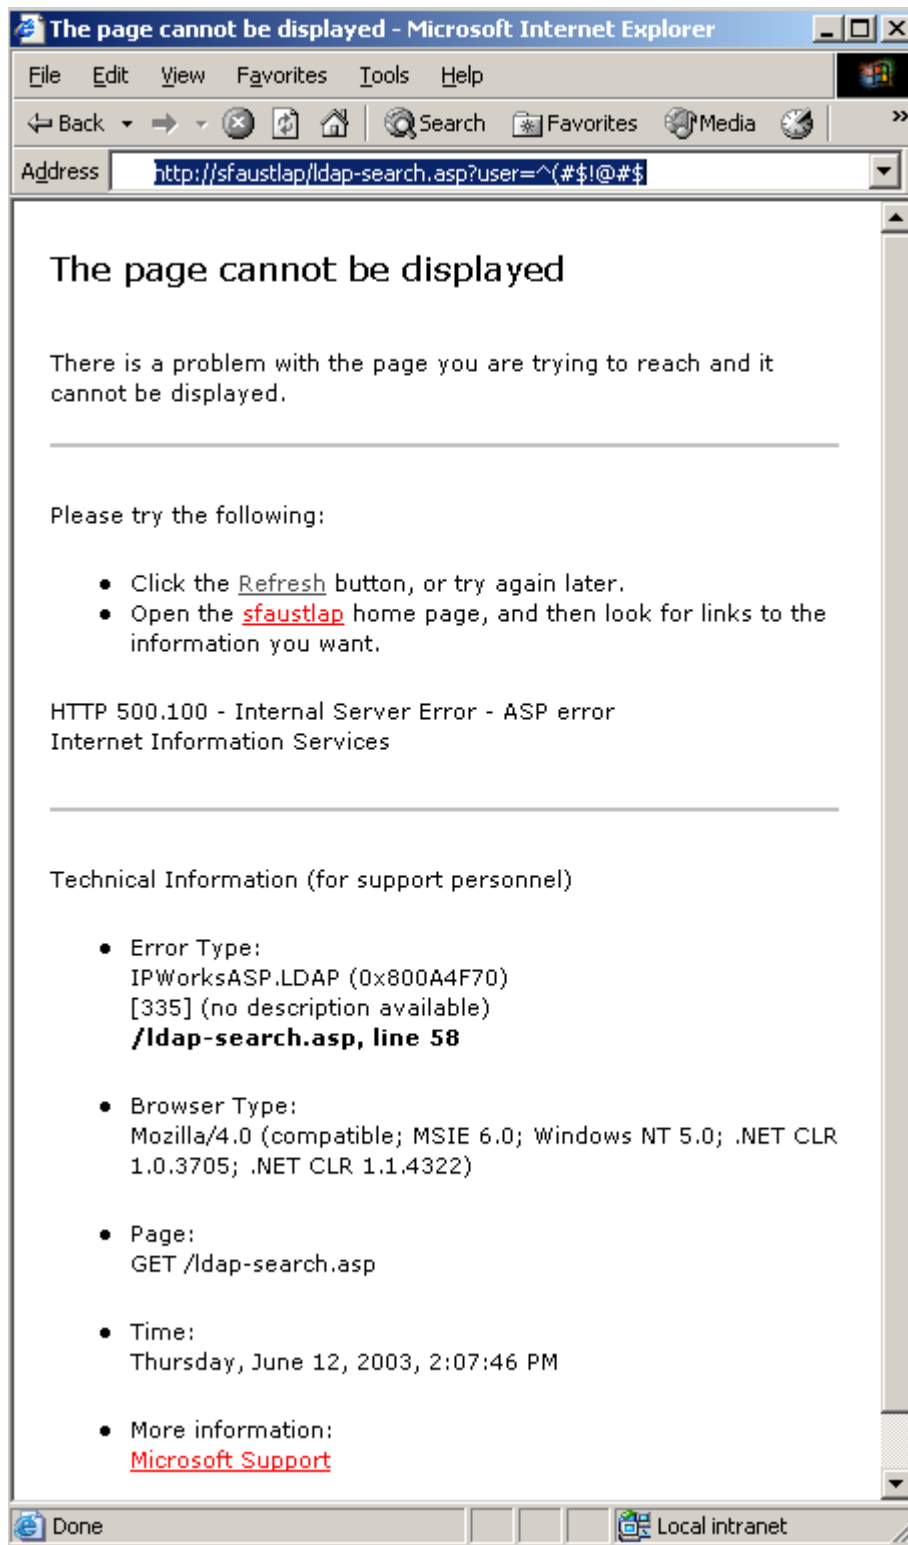 The page cannot be displayed - Microsoft Internet Explorer
File Edit View Favorites Tools Help
Back Search Favorites Media »
Address http://sfaustlap/ldap-search.asp?user=^(#$!@#$
The page cannot be displayed
There is a problem with the page you are trying to reach and it
cannot be displayed.
Please try the following:
• Click the Refresh button, or try again later.
• Open the sfaustlap home page, and then look for links to the
information you want.
HTTP 500.100 - Internal Server Error - ASP error
Internet Information Services
Technical Information (for support personnel)
• Error Type:
IPWorksASP.LDAP (0x800A4F70)
[335] (no description available)
/ldap-search.asp, line 58
• Browser Type:
Mozilla/4.0 (compatible; MSIE 6.0; Windows NT 5.0; .NET CLR
1.0.3705; .NET CLR 1.1.4322)
• Page:
GET /ldap-search.asp
• Time:
Thursday, June 12, 2003, 2:07:46 PM
• More information:
Microsoft Support
Done Local intranet